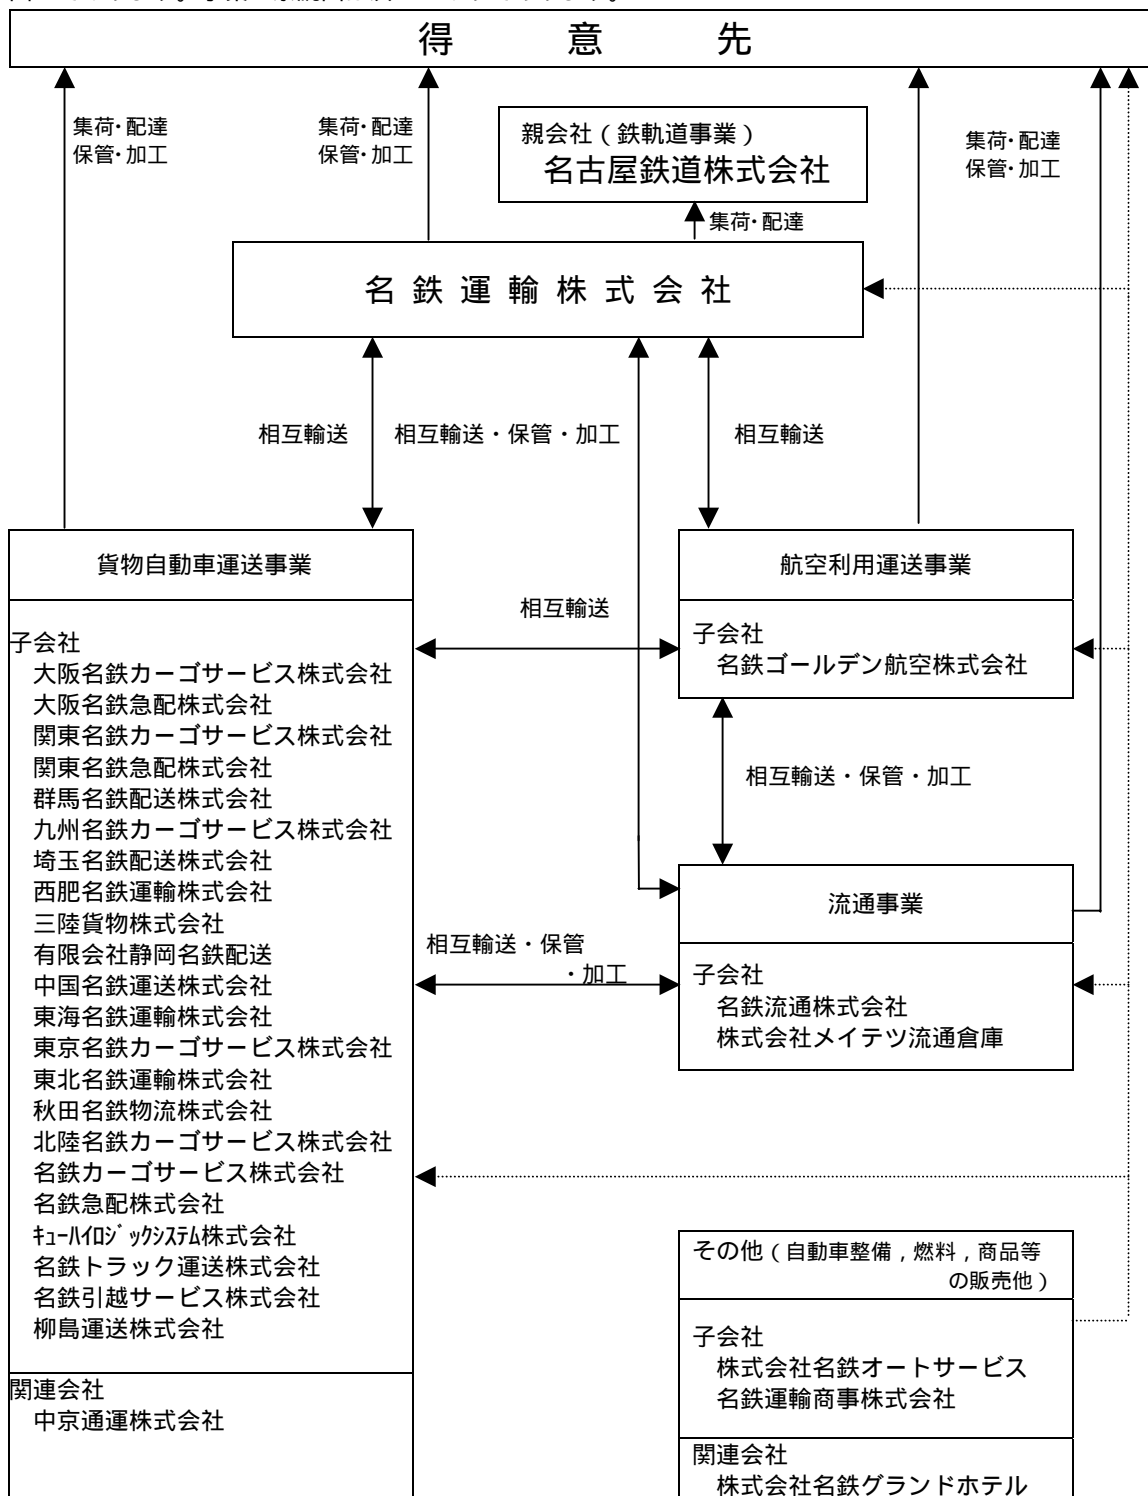 得意先
集荷・配達
保管・加工
集荷・配達
保管・加工
親会社(鉄軌道事業)
名古屋鉄道株式会社
集荷・配達
保管・加工
集荷・配達
名鉄運輸株式会社
相互輸送
相互輸送・保管・加工
相互輸送
貨物自動車運送事業
子会社
大阪名鉄カーゴサービス株式会社
大阪名鉄急配株式会社
関東名鉄カーゴサービス株式会社
関東名鉄急配株式会社
群馬名鉄配送株式会社
九州名鉄カーゴサービス株式会社
埼玉名鉄配送株式会社
西肥名鉄運輸株式会社
三陸貨物株式会社
有限会社静岡名鉄配送
中国名鉄運送株式会社
東海名鉄運輸株式会社
東京名鉄カーゴサービス株式会社
東北名鉄運輸株式会社
秋田名鉄物流株式会社
北陸名鉄カーゴサービス株式会社
名鉄カーゴサービス株式会社
名鉄急配株式会社
キューハイロジックシステム株式会社
名鉄トラック運送株式会社
名鉄引越サービス株式会社
柳島運送株式会社
関連会社
中京通運株式会社
相互輸送
航空利用運送事業
子会社
名鉄ゴールデン航空株式会社
相互輸送・保管・加工
流通事業
相互輸送・保管
・加工
子会社
名鉄流通株式会社
株式会社メイテツ流通倉庫
その他(自動車整備,燃料,商品等
の販売他)
子会社
株式会社名鉄オートサービス
名鉄運輸商事株式会社
関連会社
株式会社名鉄グランドホテル